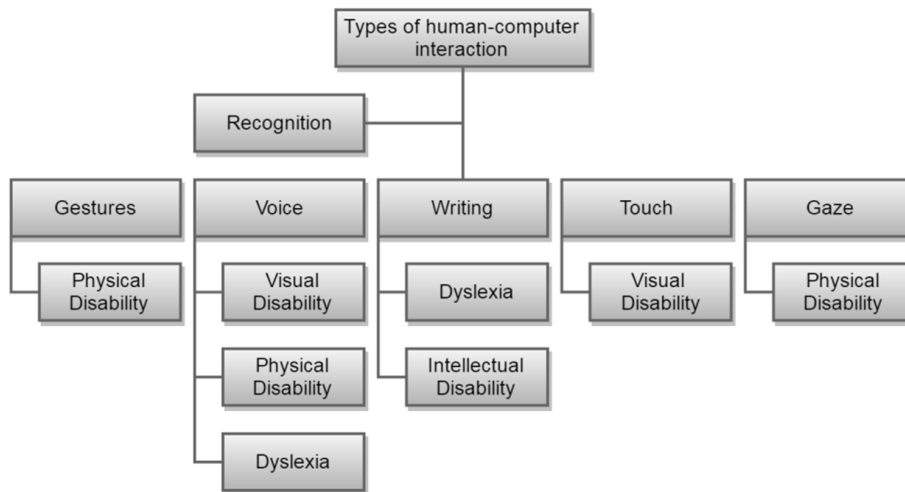 Types of human-computer
interaction
Recognition
Gestures
Voice
Writing
Touch
Gaze
Physical
Disability
Visual
Disability
Dyslexia
Visual
Disability
Physical
Disability
Physical
Disability
Intellectual
Disability
Dyslexia